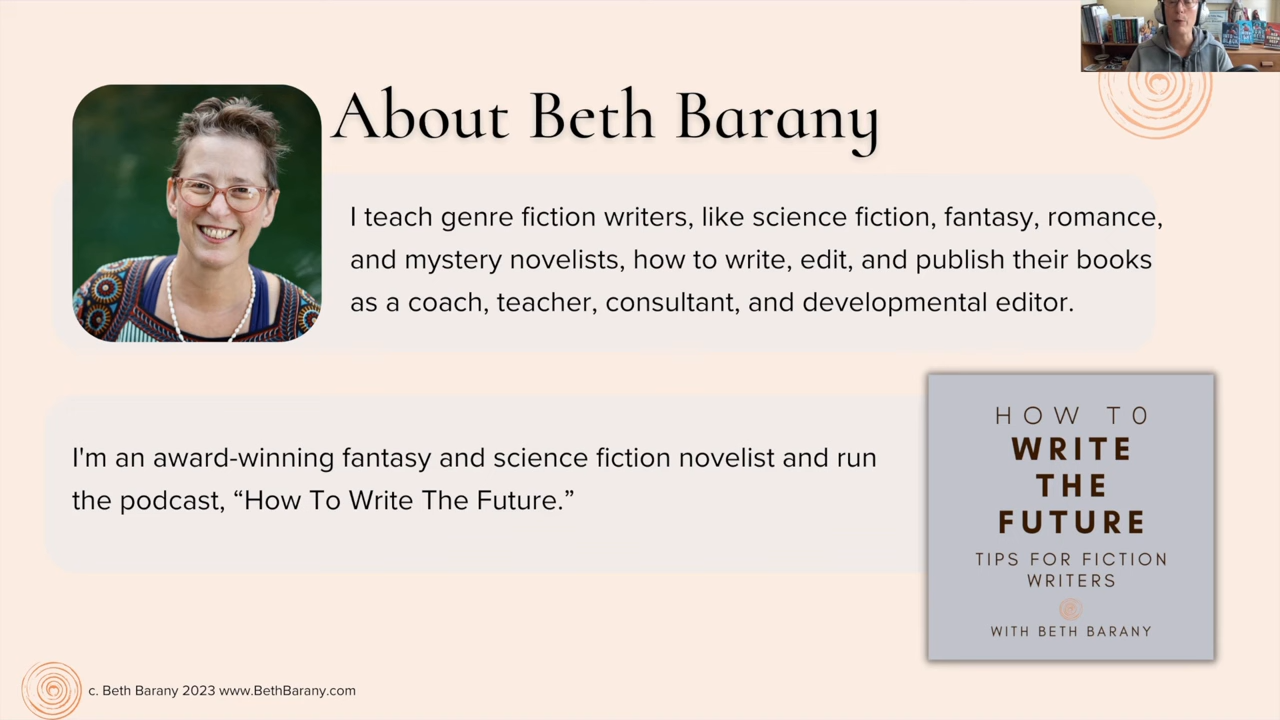 About Beth Barany
I teach genre fiction writers, like science fiction, fantasy, romance,
and mystery novelists, how to write, edit, and publish their books
as a coach, teacher, consultant, and developmental editor.
I'm an award-winning fantasy and science fiction novelist and run
the podcast, “How To Write The Future.”
HOW TO
WRITE
THE
FUTURE
TIPS FOR FICTION
WRITERS
WITH BETH BARANY
c. Beth Barany 2023 www.BethBarany.com